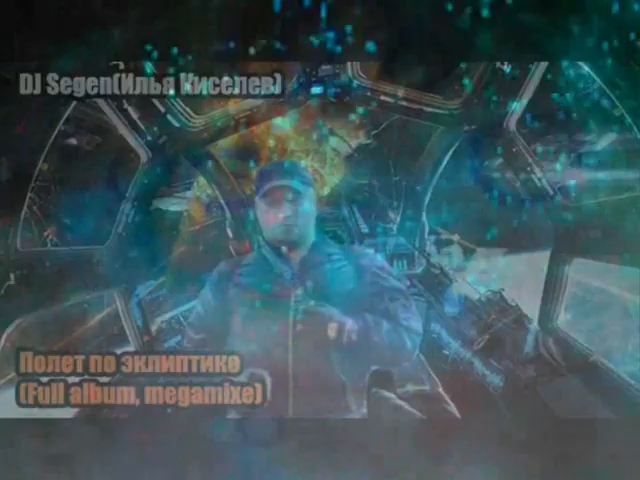 DJ Segen(Илья Киселев)
Полет по эклиптике
(Full album, megamixe)